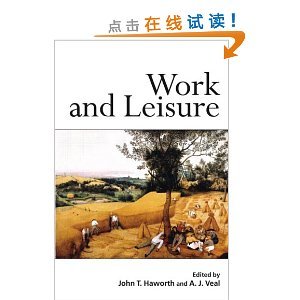 点击在线试读!
Work
and Leisure
Edited by
John T. Haworth and A. J. Veal